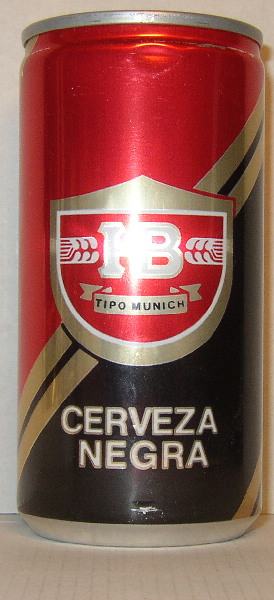 HB
TIPO MUNICH
CERVEZA
NEGRA